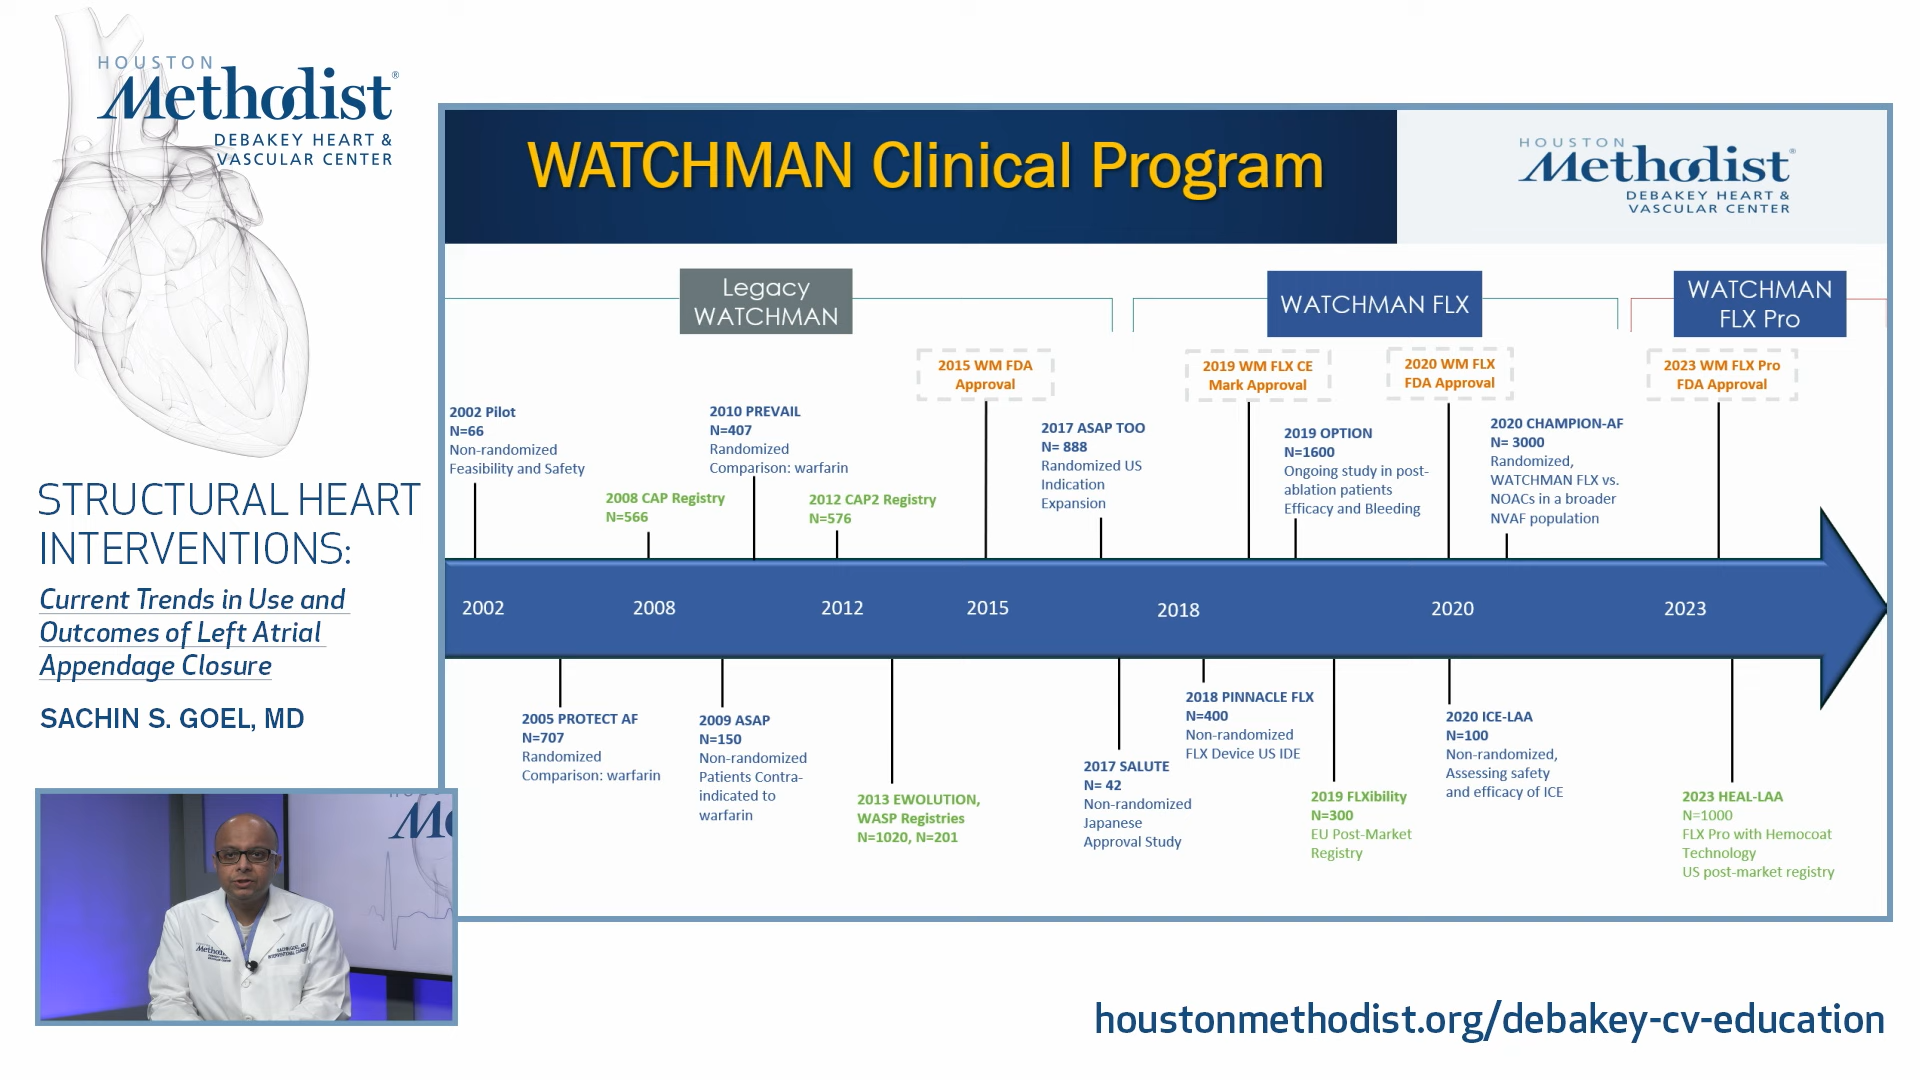 HOUSTON
Methodist®
DEBAKEY HEART &
VASCULAR CENTER
STRUCTURAL HEART
INTERVENTIONS:
Current Trends in Use and
Outcomes of Left Atrial
Appendage Closure
SACHIN S. GOEL, MD
WATCHMAN Clinical Program
HOUSTON
Methodist®
DEBAKEY HEART &
VASCULAR CENTER
Legacy
WATCHMAN
WATCHMAN FLX
WATCHMAN
FLX Pro
2015 WM FDA
Approval
2019 WM FLX CE
Mark Approval
2020 WM FLX
FDA Approval
2023 WM FLX Pro
FDA Approval
2002 Pilot
N=66
Non-randomized
Feasibility and Safety
2008 CAP Registry
N=566
2010 PREVAIL
N=407
Randomized
Comparison: warfarin
2012 CAP2 Registry
N=576
2017 ASAP TOO
N= 888
Randomized US
Indication
Expansion
2019 OPTION
N=1600
Ongoing study in post-
ablation patients
Efficacy and Bleeding
2020 CHAMPION-AF
N= 3000
Randomized,
WATCHMAN FLX vs.
NOACs in a broader
NVAF population
2002
2008
2012
2015
2018
2020
2023
2005 PROTECT AF
N=707
Randomized
Comparison: warfarin
2009 ASAP
N=150
Non-randomized
Patients Contra-
indicated to
warfarin
2013 EWOLUTION,
WASP Registries
N=1020, N=201
2017 SALUTE
N= 42
Non-randomized
Japanese
Approval Study
2018 PINNACLE FLX
N=400
Non-randomized
FLX Device US IDE
2019 FLXibility
N=300
EU Post-Market
Registry
2020 ICE-LAA
N=100
Non-randomized,
Assessing safety
and efficacy of ICE
2023 HEAL-LAA
N=1000
FLX Pro with Hemocoat
Technology
US post-market registry
houstonmethodist.org/debakey-cv-education